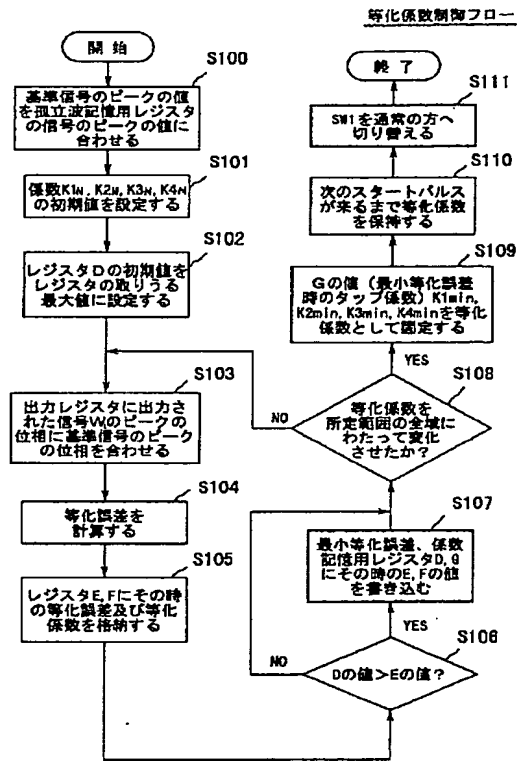 等化係数制御フロー
開 始
S100
基準信号のピークの値
を孤立波記憶用レジスタ
の信号のピークの値に
合わせる
S101
係数K1N, K2N, K3N, K4N
の初期値を設定する
S102
レジスタDの初期値を
レジスタの取りうる
最大値に設定する
S103
出力レジスタに出力さ
れた信号Wのピークの
位相に基準信号のピーク
の位相を合わせる
S104
等化誤差を
計算する
S105
レジスタE,Fにその時
の等化誤差及び等化
係数を格納する
S106
Dの値>Eの値?
NO
YES
S107
最小等化誤差、係数
記憶用レジスタD,G
にその時のE,Fの値
を書き込む
S108
等化係数を
所定範囲の全域に
わたって変化
させたか?
NO
YES
S109
Gの値(最小等化誤差
時のタップ係数)K1min,
K2min,K3min,K4minを等化
係数として固定する
S110
次のスタートパルス
が来るまで等化係数
を保持する
S111
SW1を通常の方へ
切り替える
終 了